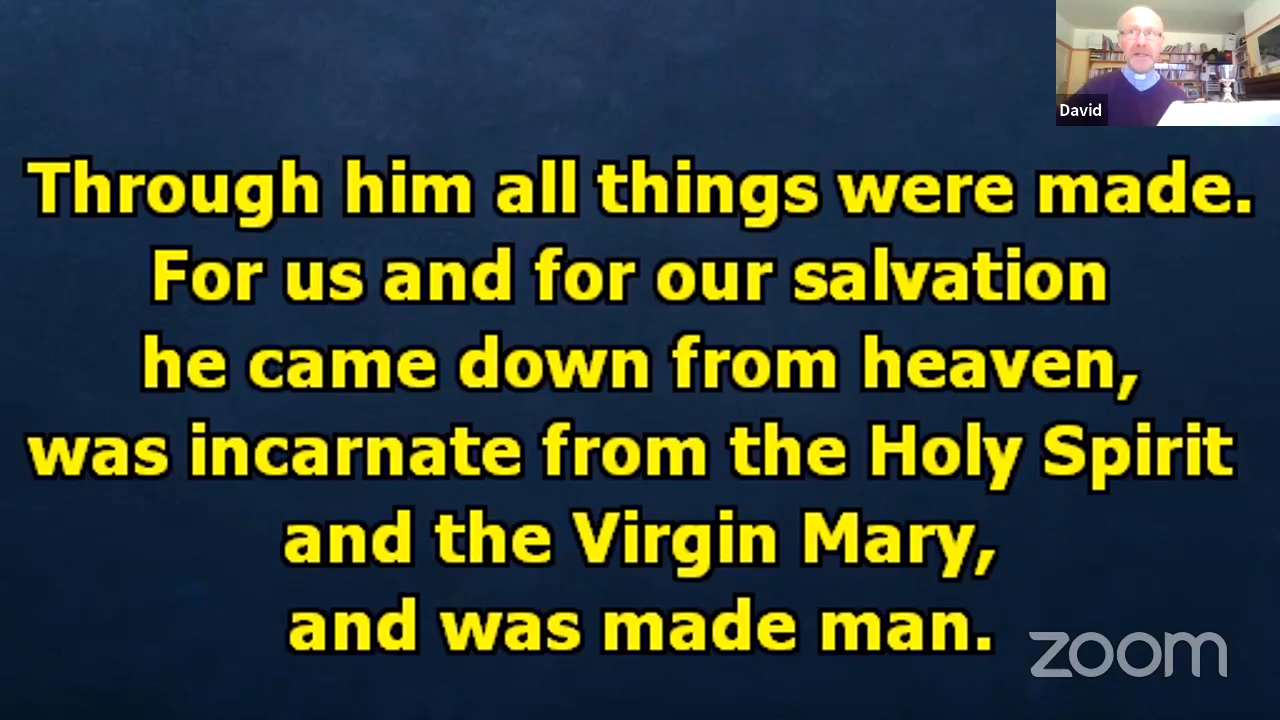 David
Through him all things were made.
For us and for our salvation
he came down from heaven,
was incarnate from the Holy Spirit
and the Virgin Mary,
and was made man.
zoom